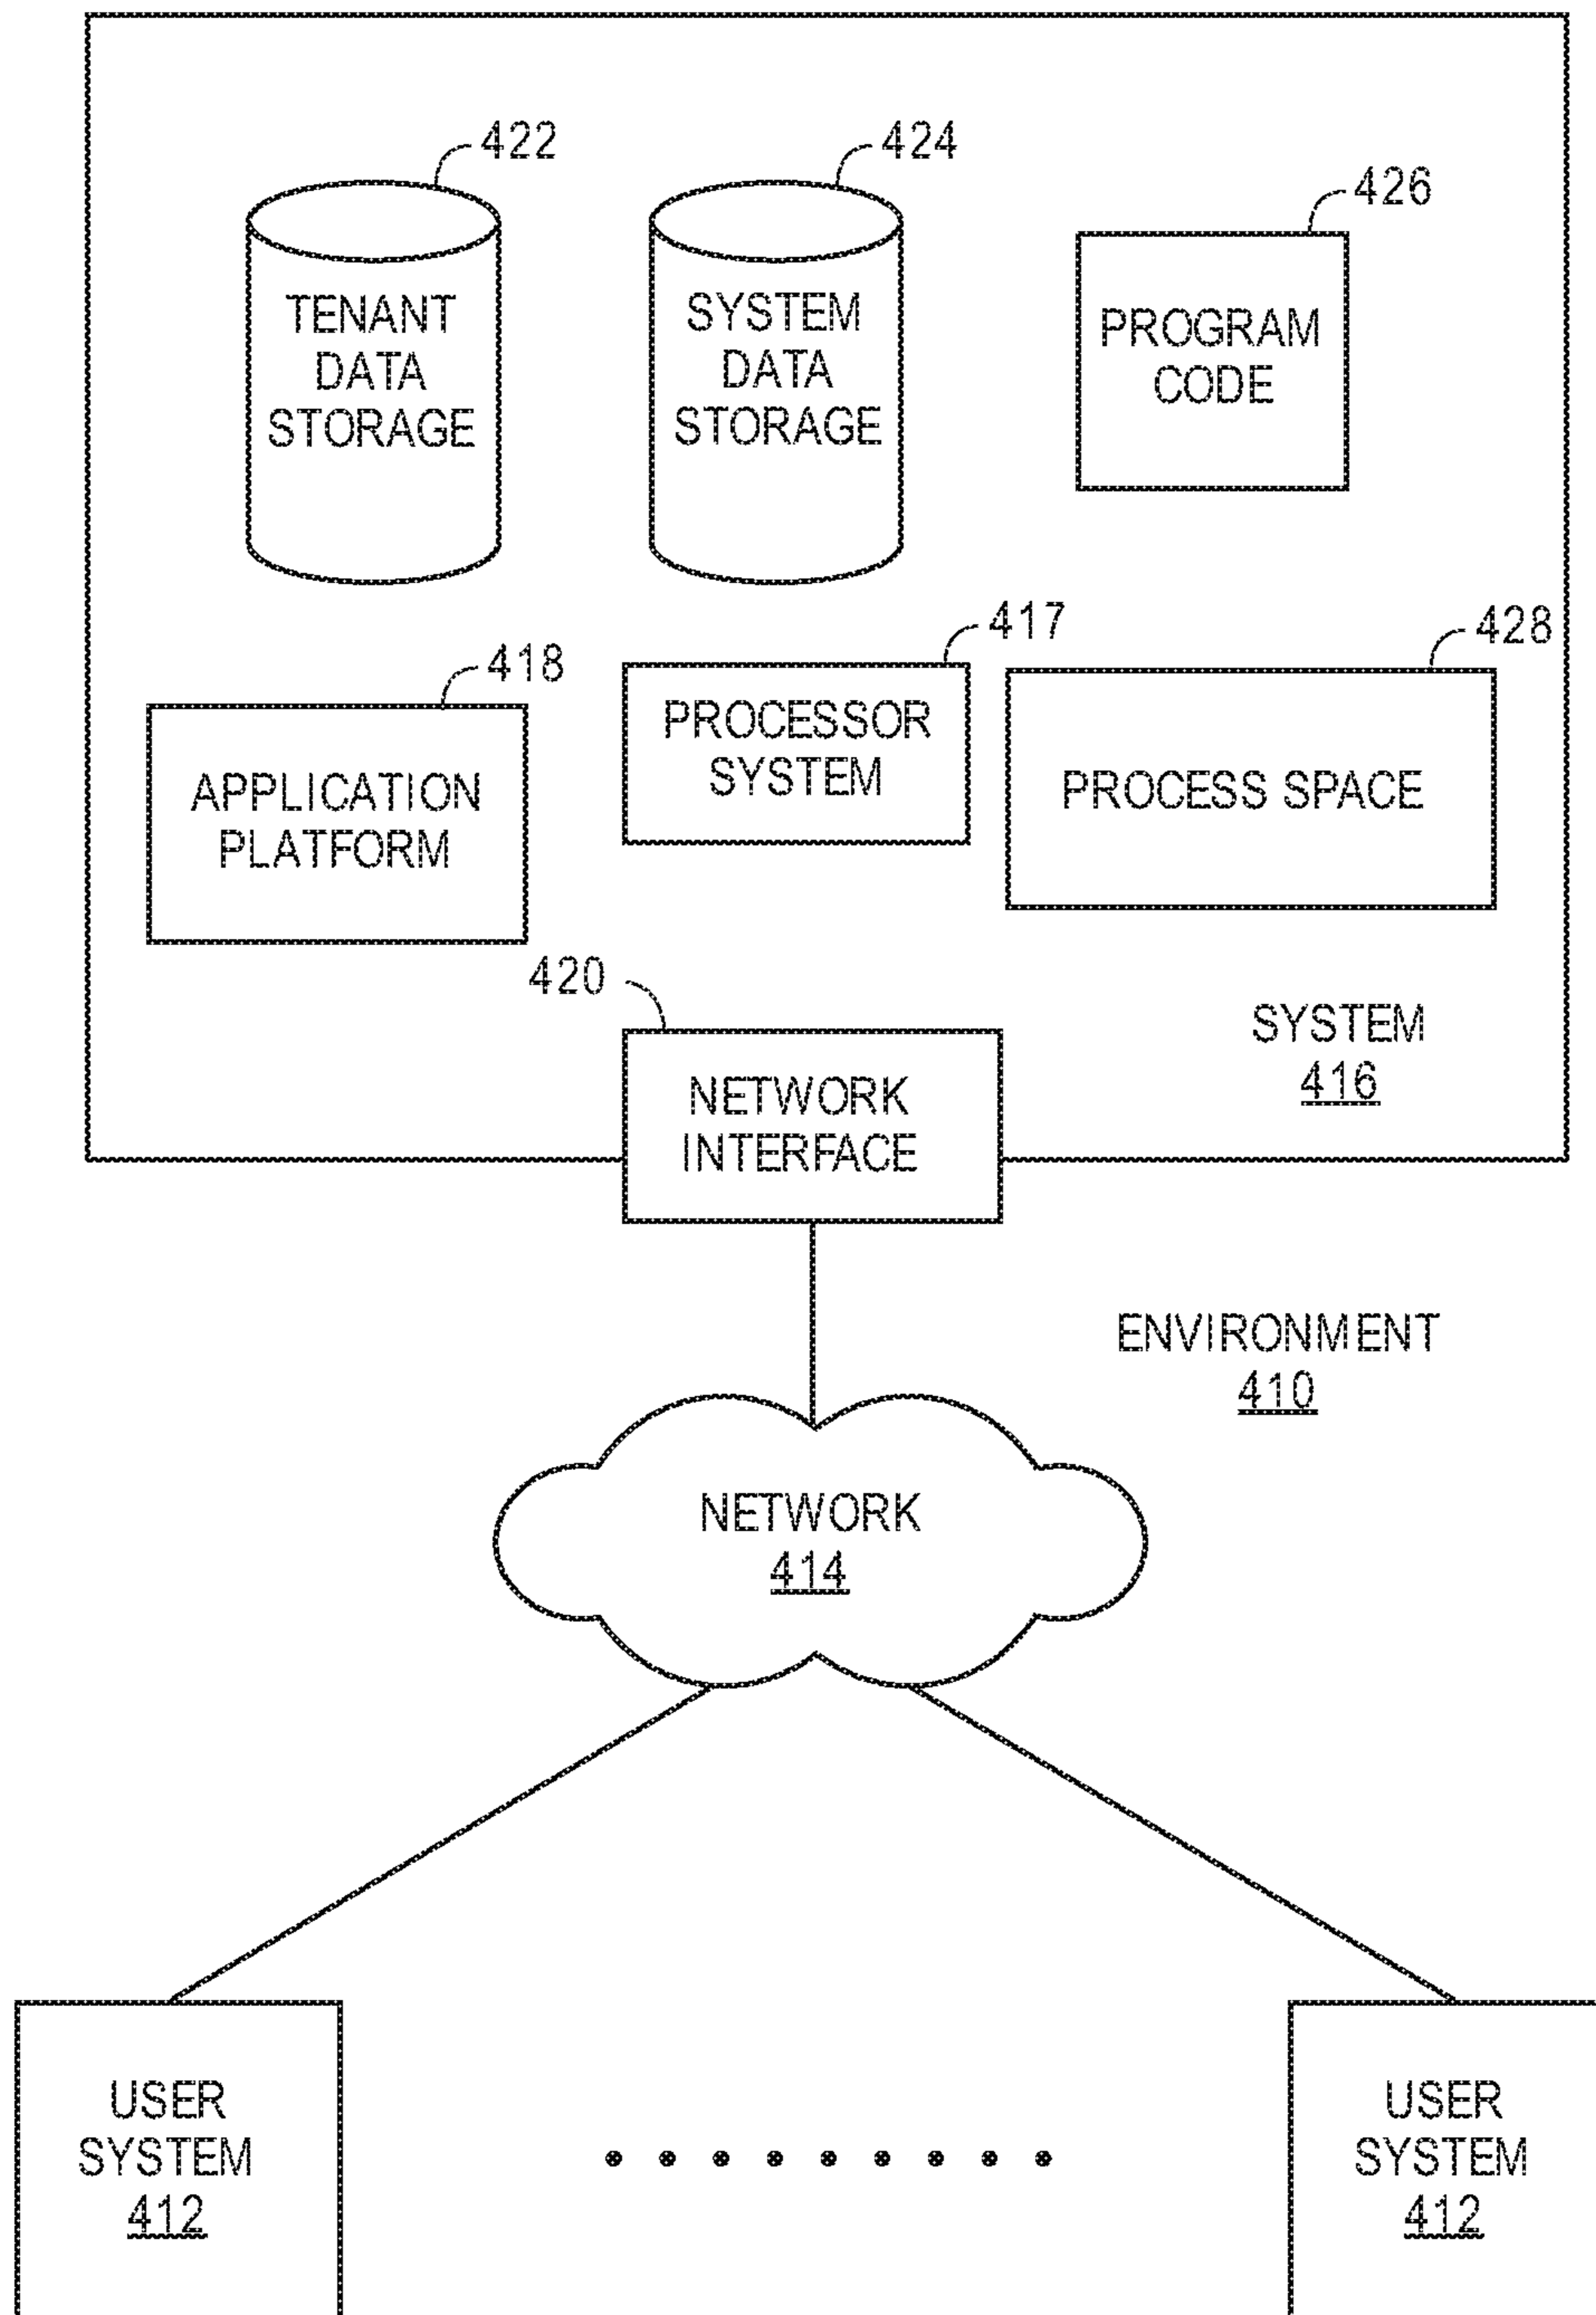 422
424
426
TENANT
DATA
STORAGE
SYSTEM
DATA
STORAGE
PROGRAM
CODE
418
417
428
APPLICATION
PLATFORM
PROCESSOR
SYSTEM
PROCESS SPACE
420
NETWORK
INTERFACE
SYSTEM
416
ENVIRONMENT
410
NETWORK
414
USER
SYSTEM
412
USER
SYSTEM
412